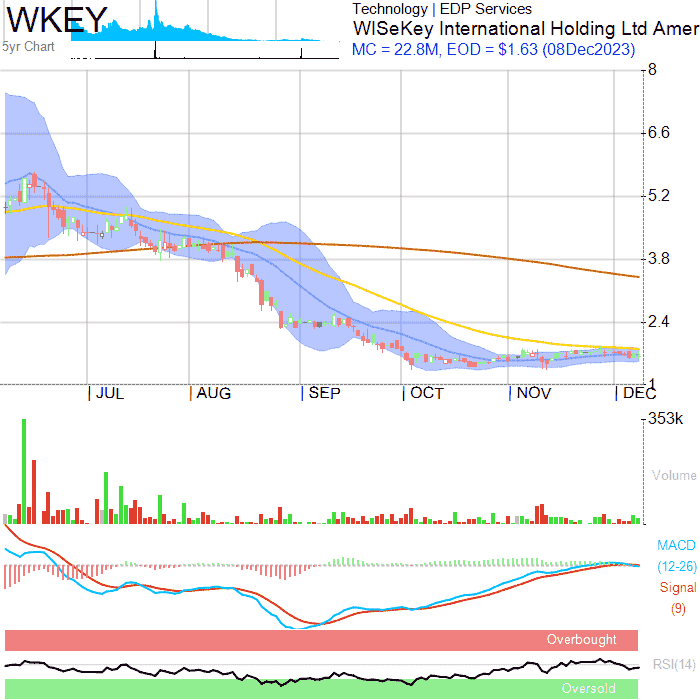 WKEY
5yr Chart
Technology | EDP Services
WISeKey International Holding Ltd Amer
MC = 22.8M, EOD = $1.63 (08Dec2023)
8
6.6
5.2
3.8
2.4
1
JUL
AUG
SEP
OCT
NOV
DEC
353k
Volume
MACD
(12-26)
Signal
(9)
Overbought
RSI(14)
Oversold